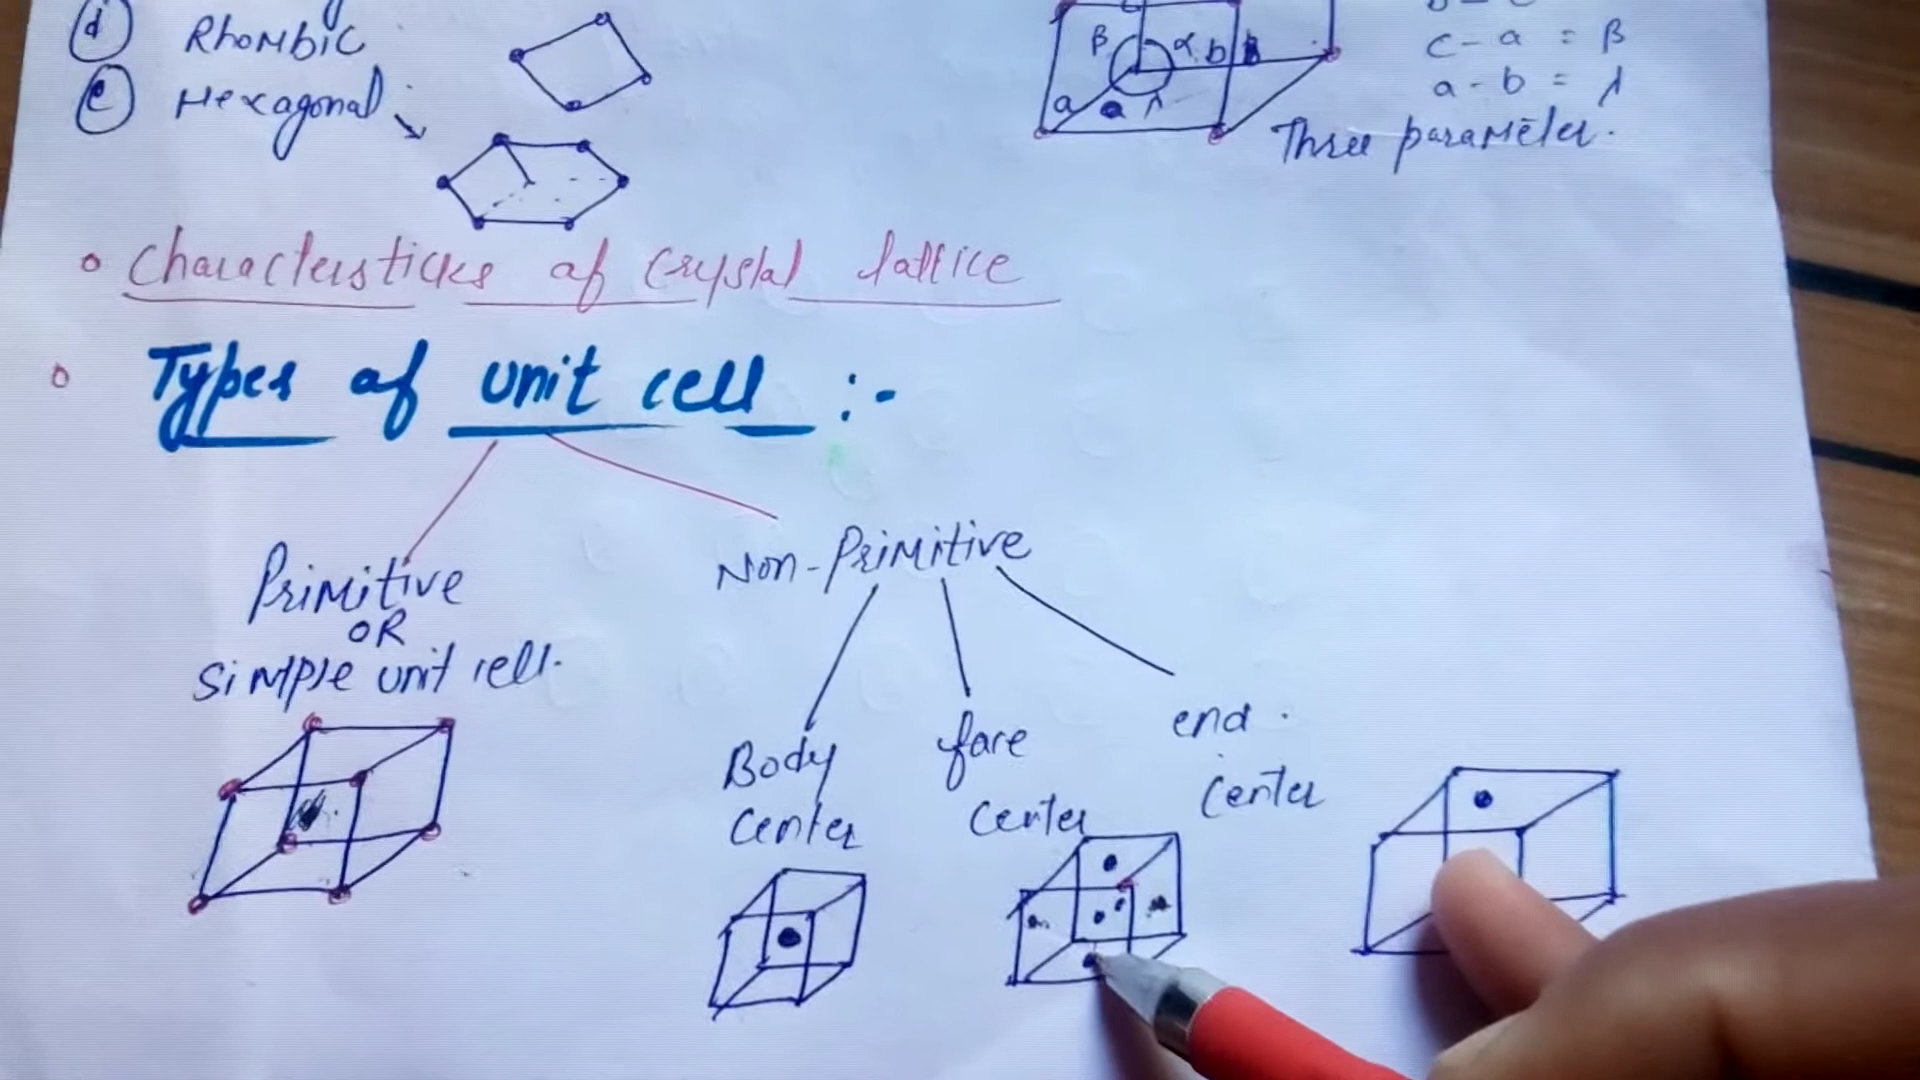 d Rhombic
e Hexagonal
β α b
a a λ
c - a = β
a - b = λ
Three parameter.
Charactersticks of Crystal lattice
Types of unit cell :-
Primitive
OR
Simple unit cell.
Non-Primitive
Body
center
face
center
end
center